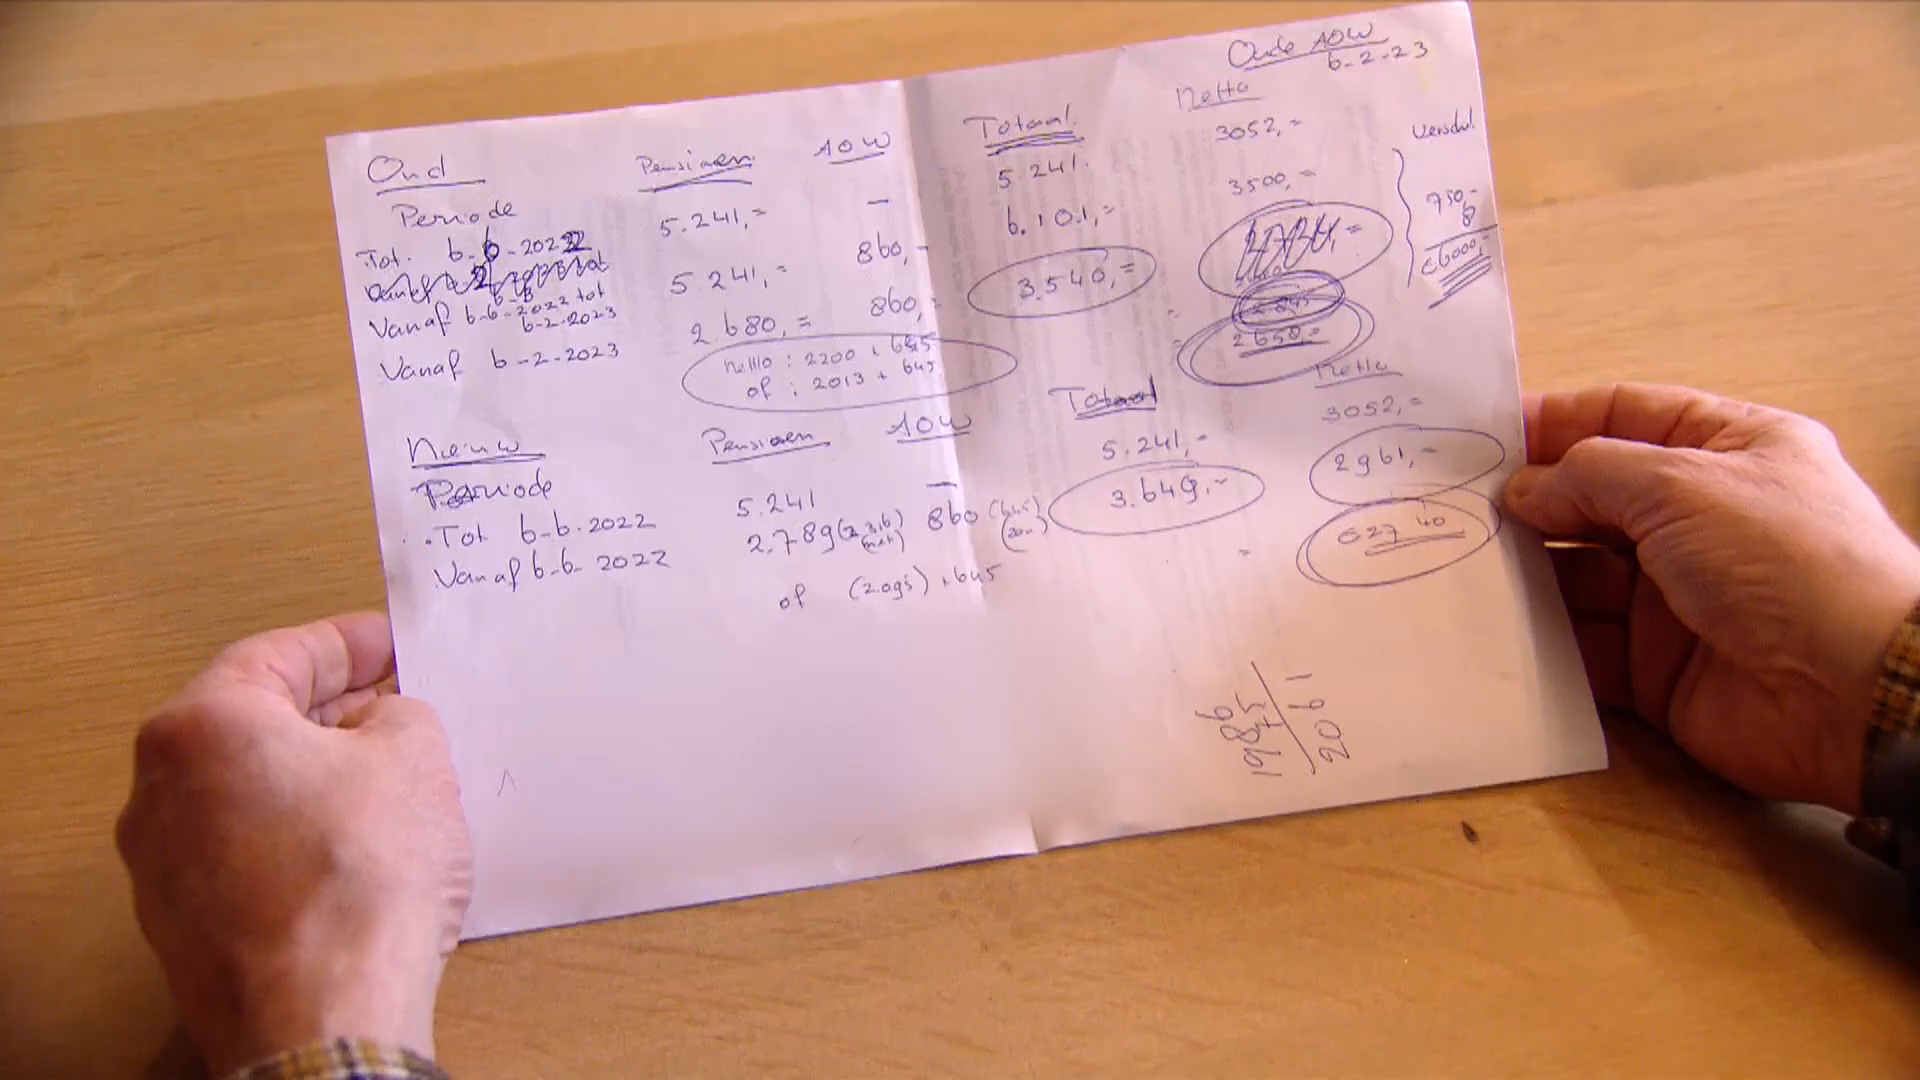 Oude AOW
6-2-23
Oud Pensioen AOW Totaal Netto Verschil
Periode 5.241,= — 5.241. 3052,=
Tot. 6-6-2022 5.241,= 860,- 6.101,= 3500,= 750,-
Vanaf 6-6-2022 tot 8
6-2-2023 €6000,-
Vanaf 6-2-2023 2.680,= 860,= 3.540,=
2650,=
netto : 2200 + 645
of : 2013 + 645
Nieuw Pensioen AOW Totaal Netto
Periode 5.241 — 5.241,- 3052,=
. Tot 6-6-2022 2.789 860 3.649,- 2961,-
Vanaf 6-6-2022 = 2740
of (2095) + 645
1986
75
2061